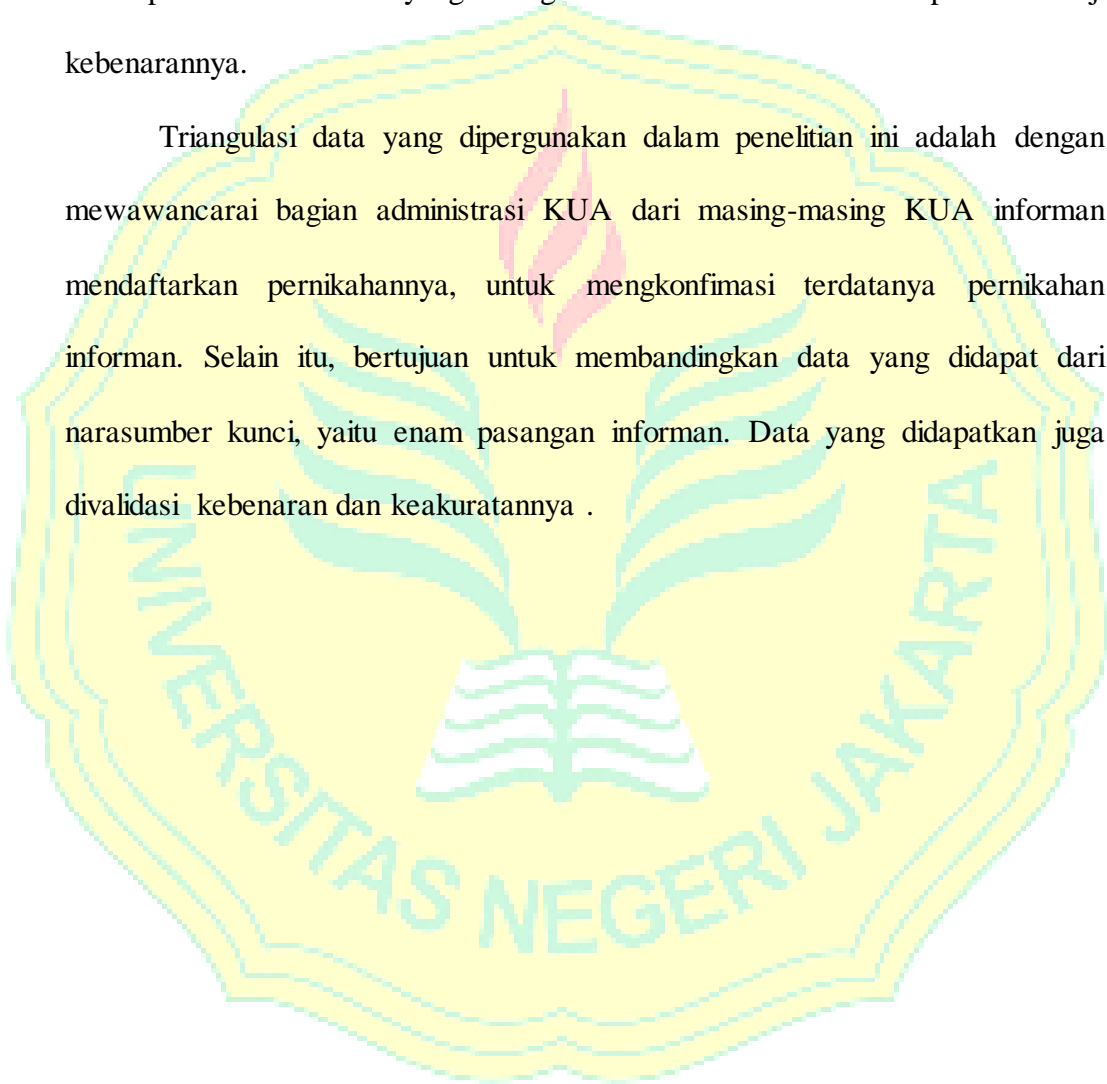 kebenarannya.
Triangulasi data yang dipergunakan dalam penelitian ini adalah dengan
mewawancarai bagian administrasi KUA dari masing-masing KUA informan
mendaftarkan pernikahannya, untuk mengkonfimasi terdatanya pernikahan
informan. Selain itu, bertujuan untuk membandingkan data yang didapat dari
narasumber kunci, yaitu enam pasangan informan. Data yang didapatkan juga
divalidasi kebenaran dan keakuratannya .
UNIVERSITAS NEGERI JAKARTA